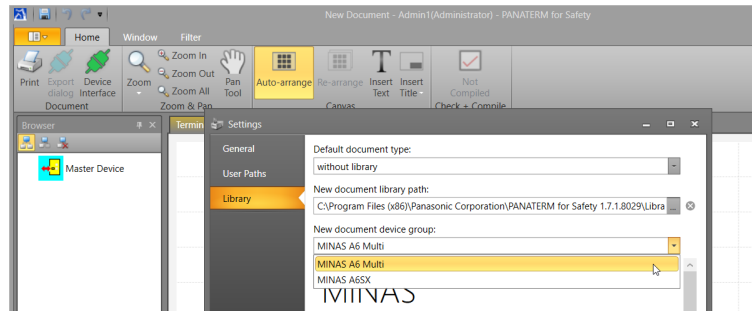 New Document - Admin1(Administrator) - PANATERM for Safety
Home Window Filter
Zoom In
Zoom Out
Zoom All
Print Export dialog Device Interface Zoom Pan Tool Auto-arrange Re-arrange Insert Text Insert Title Not Compiled
Document Zoom & Pan Canvas Check + Compile
Browser
Termin
Master Device
Settings
General
User Paths
Library
Default document type:
without library
New document library path:
C:\Program Files (x86)\Panasonic Corporation\PANATERM for Safety 1.7.1.8029\Libra ...
New document device group:
MINAS A6 Multi
MINAS A6 Multi
MINAS A6SX
MINAS